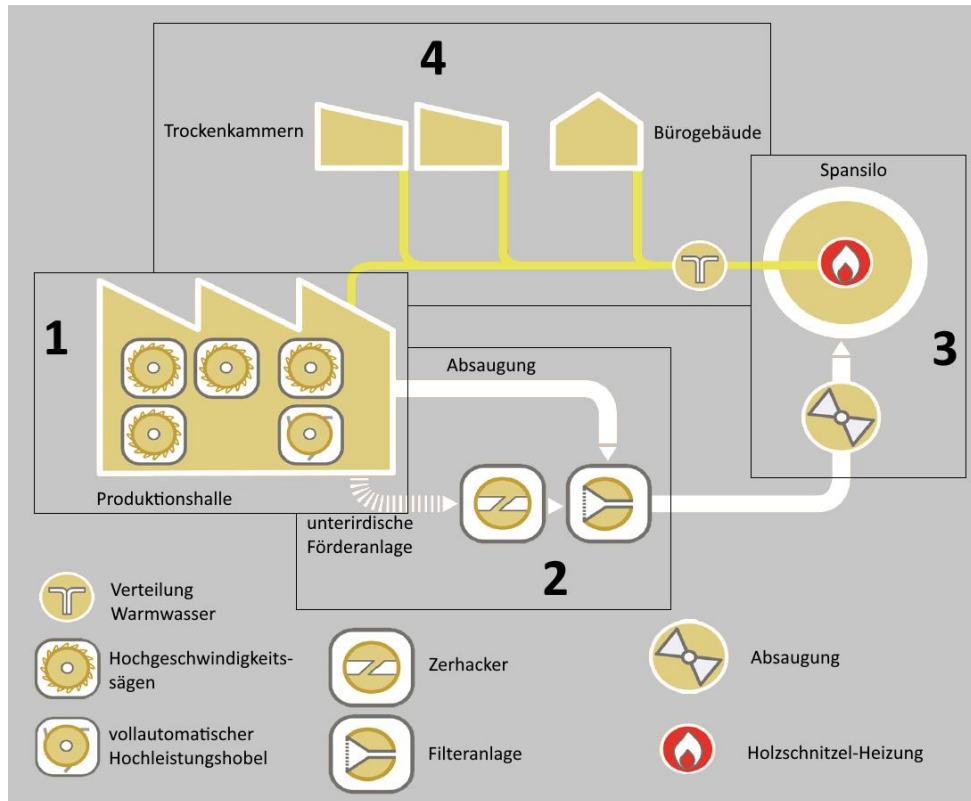 4
Trockenkammern
Bürogebäude
Spansilo
1
Absaugung
3
Produktionshalle
unterirdische
Förderanlage
2
Verteilung
Warmwasser
Hochgeschwindigkeits-
sägen
vollautomatischer
Hochleistungshobel
Zerhacker
Filteranlage
Absaugung
Holzschnitzel-Heizung